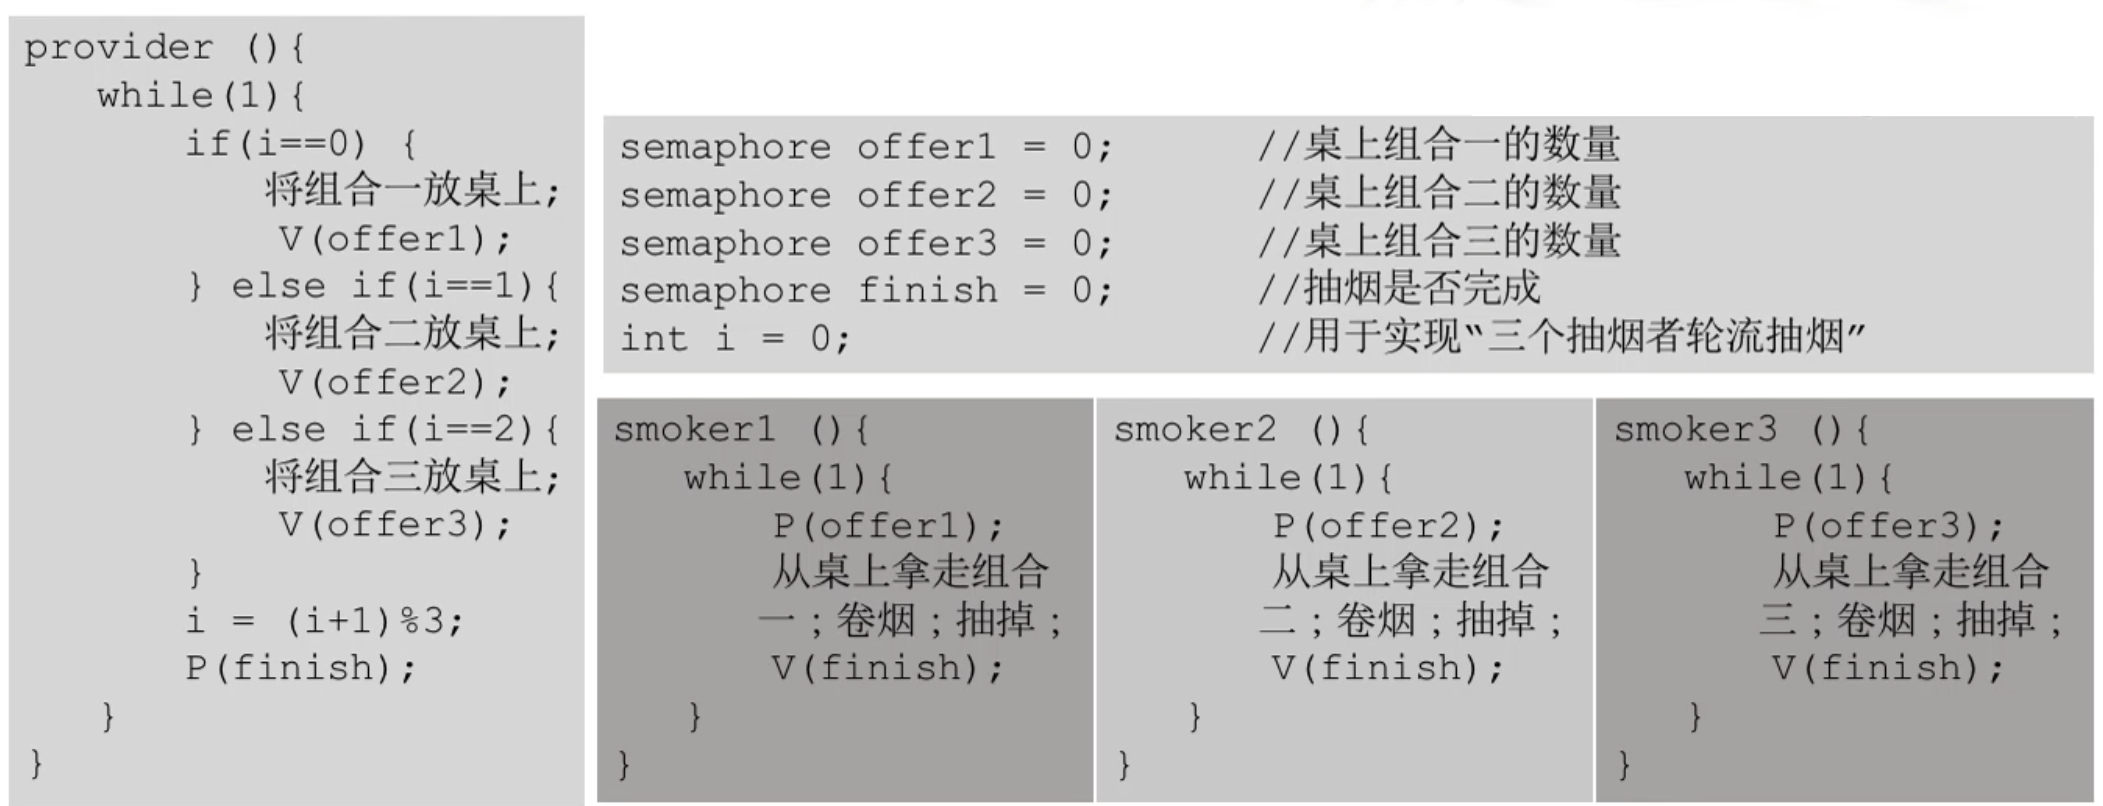 provider (){
while(1){
if(i==0) {
将组合一放桌上;
V(offer1);
} else if(i==1){
将组合二放桌上;
V(offer2);
} else if(i==2){
将组合三放桌上;
V(offer3);
}
i = (i+1)%3;
P(finish);
}
}
semaphore offer1 = 0; //桌上组合一的数量
semaphore offer2 = 0; //桌上组合二的数量
semaphore offer3 = 0; //桌上组合三的数量
semaphore finish = 0; //抽烟是否完成
int i = 0; //用于实现“三个抽烟者轮流抽烟”
smoker1 (){
while(1){
P(offer1);
从桌上拿走组合
一;卷烟;抽掉;
V(finish);
}
}
smoker2 (){
while(1){
P(offer2);
从桌上拿走组合
二;卷烟;抽掉;
V(finish);
}
}
smoker3 (){
while(1){
P(offer3);
从桌上拿走组合
三;卷烟;抽掉;
V(finish);
}
}